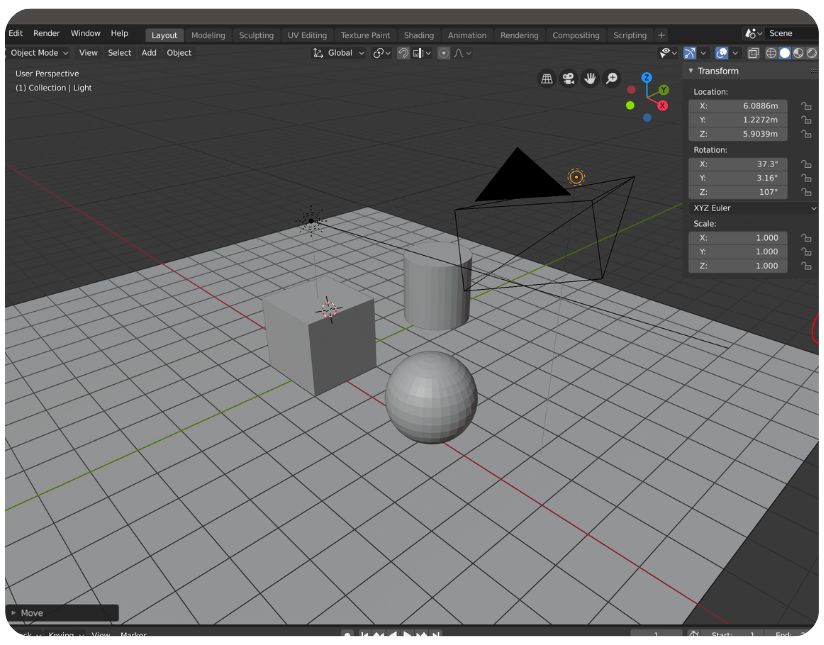 Edit Render Window Help Layout Modeling Sculpting UV Editing Texture Paint Shading Animation Rendering Compositing Scripting + Scene
Object Mode View Select Add Object Global
User Perspective
(1) Collection | Light
Transform
Location:
X: 6.0886m
Y: 1.2272m
Z: 5.9039m
Rotation:
X: 37.3°
Y: 3.16°
Z: 107°
XYZ Euler
Scale:
X: 1.000
Y: 1.000
Z: 1.000
Z
Y
X
Move
Keying View Marker 1 Start: 1 End: